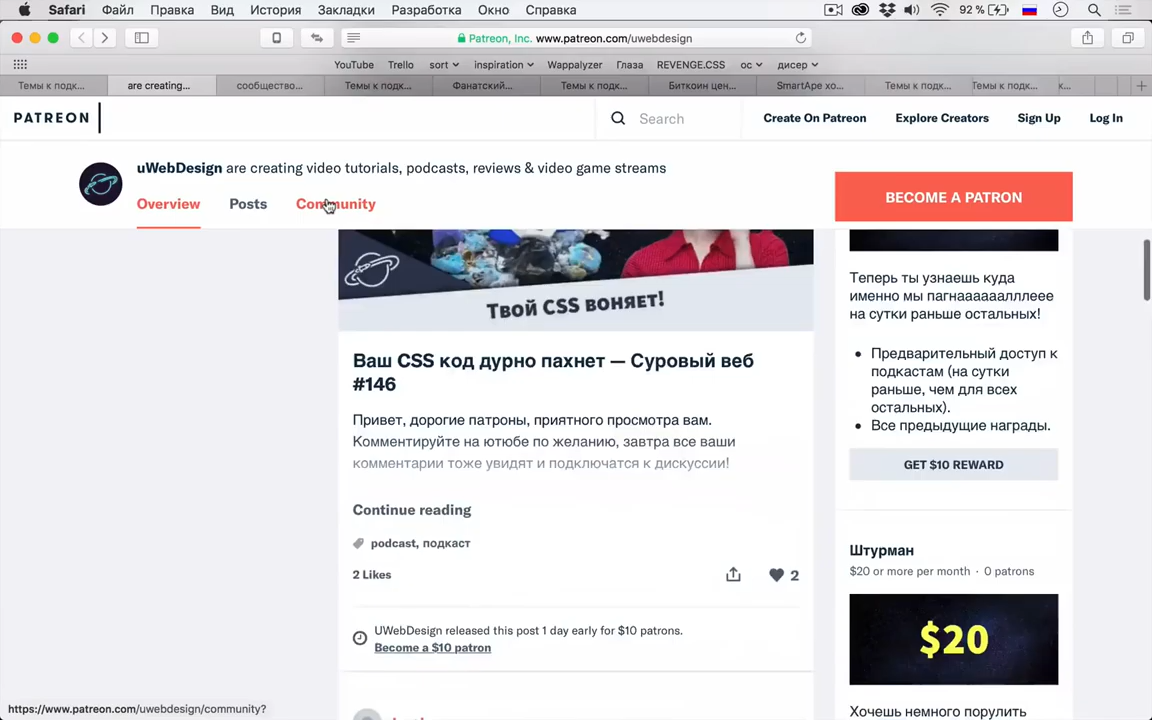 Safari Файл Правка Вид История Закладки Разработка Окно Справка 92 %
Patreon, Inc. www.patreon.com/uwebdesign
YouTube Trello sort inspiration Wappalyzer Глаза REVENGE.CSS ос дисер
Темы к подк... are creating... сообщество... Темы к подк... Фанатский... Темы к подк... Биткоин цен... SmartApe хо... Темы к подк... Темы к подк... к...
PATREON Search Create On Patreon Explore Creators Sign Up Log In
uWebDesign are creating video tutorials, podcasts, reviews & video game streams
Overview Posts Community
BECOME A PATRON
Твой CSS воняет!
Ваш CSS код дурно пахнет — Суровый веб
#146
Привет, дорогие патроны, приятного просмотра вам.
Комментируйте на ютюбе по желанию, завтра все ваши
комментарии тоже увидят и подключатся к дискуссии!
Continue reading
podcast, подкаст
2 Likes 2
UWebDesign released this post 1 day early for $10 patrons.
Become a $10 patron
Теперь ты узнаешь куда
именно мы пагнааааааллleeе
на сутки раньше остальных!
Предварительный доступ к
подкастам (на сутки
раньше, чем для всех
остальных).
Все предыдущие награды.
GET $10 REWARD
Штурман
$20 or more per month · 0 patrons
$20
Хочешь немного порулить
https://www.patreon.com/uwebdesign/community?